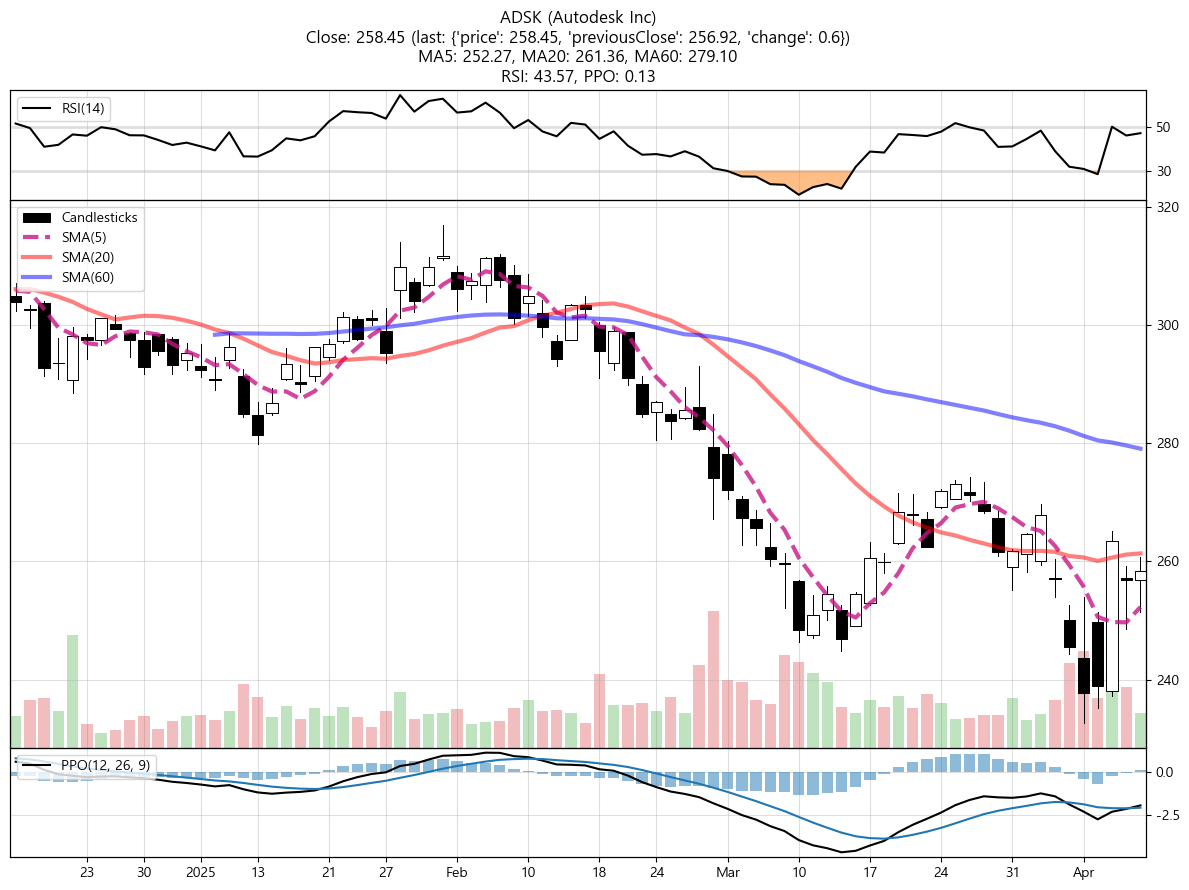 ADSK (Autodesk Inc)
Close: 258.45 (last: {'price': 258.45, 'previousClose': 256.92, 'change': 0.6})
MA5: 252.27, MA20: 261.36, MA60: 279.10
RSI: 43.57, PPO: 0.13
RSI(14)
50
30
Candlesticks
SMA(5)
SMA(20)
SMA(60)
320
300
280
260
240
PPO(12, 26, 9)
0.0
−2.5
23 30 2025 13 21 27 Feb 10 18 24 Mar 10 17 24 31 Apr